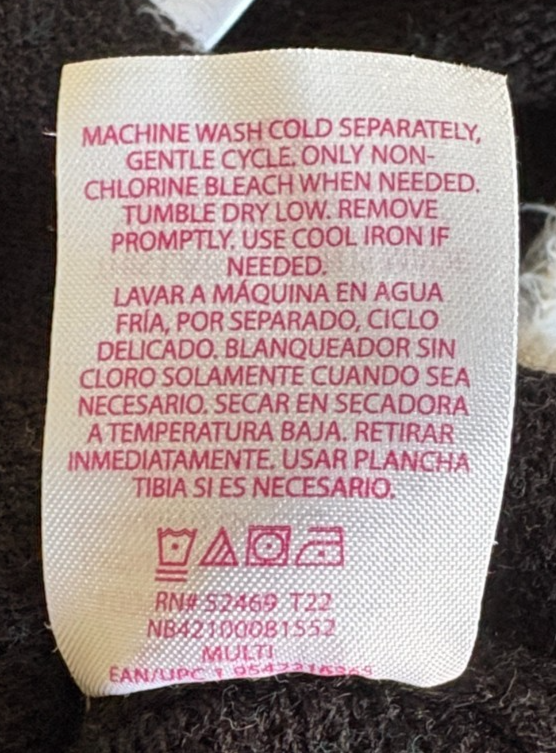 MACHINE WASH COLD SEPARATELY,
GENTLE CYCLE. ONLY NON-
CHLORINE BLEACH WHEN NEEDED.
TUMBLE DRY LOW. REMOVE
PROMPTLY. USE COOL IRON IF
NEEDED.
LAVAR A MÁQUINA EN AGUA
FRÍA, POR SEPARADO, CICLO
DELICADO. BLANQUEADOR SIN
CLORO SOLAMENTE CUANDO SEA
NECESARIO. SECAR EN SECADORA
A TEMPERATURA BAJA. RETIRAR
INMEDIATAMENTE. USAR PLANCHA
TIBIA SI ES NECESARIO.
RN# 52469 T22
NB42100081552
MULTI
EAN/UPC